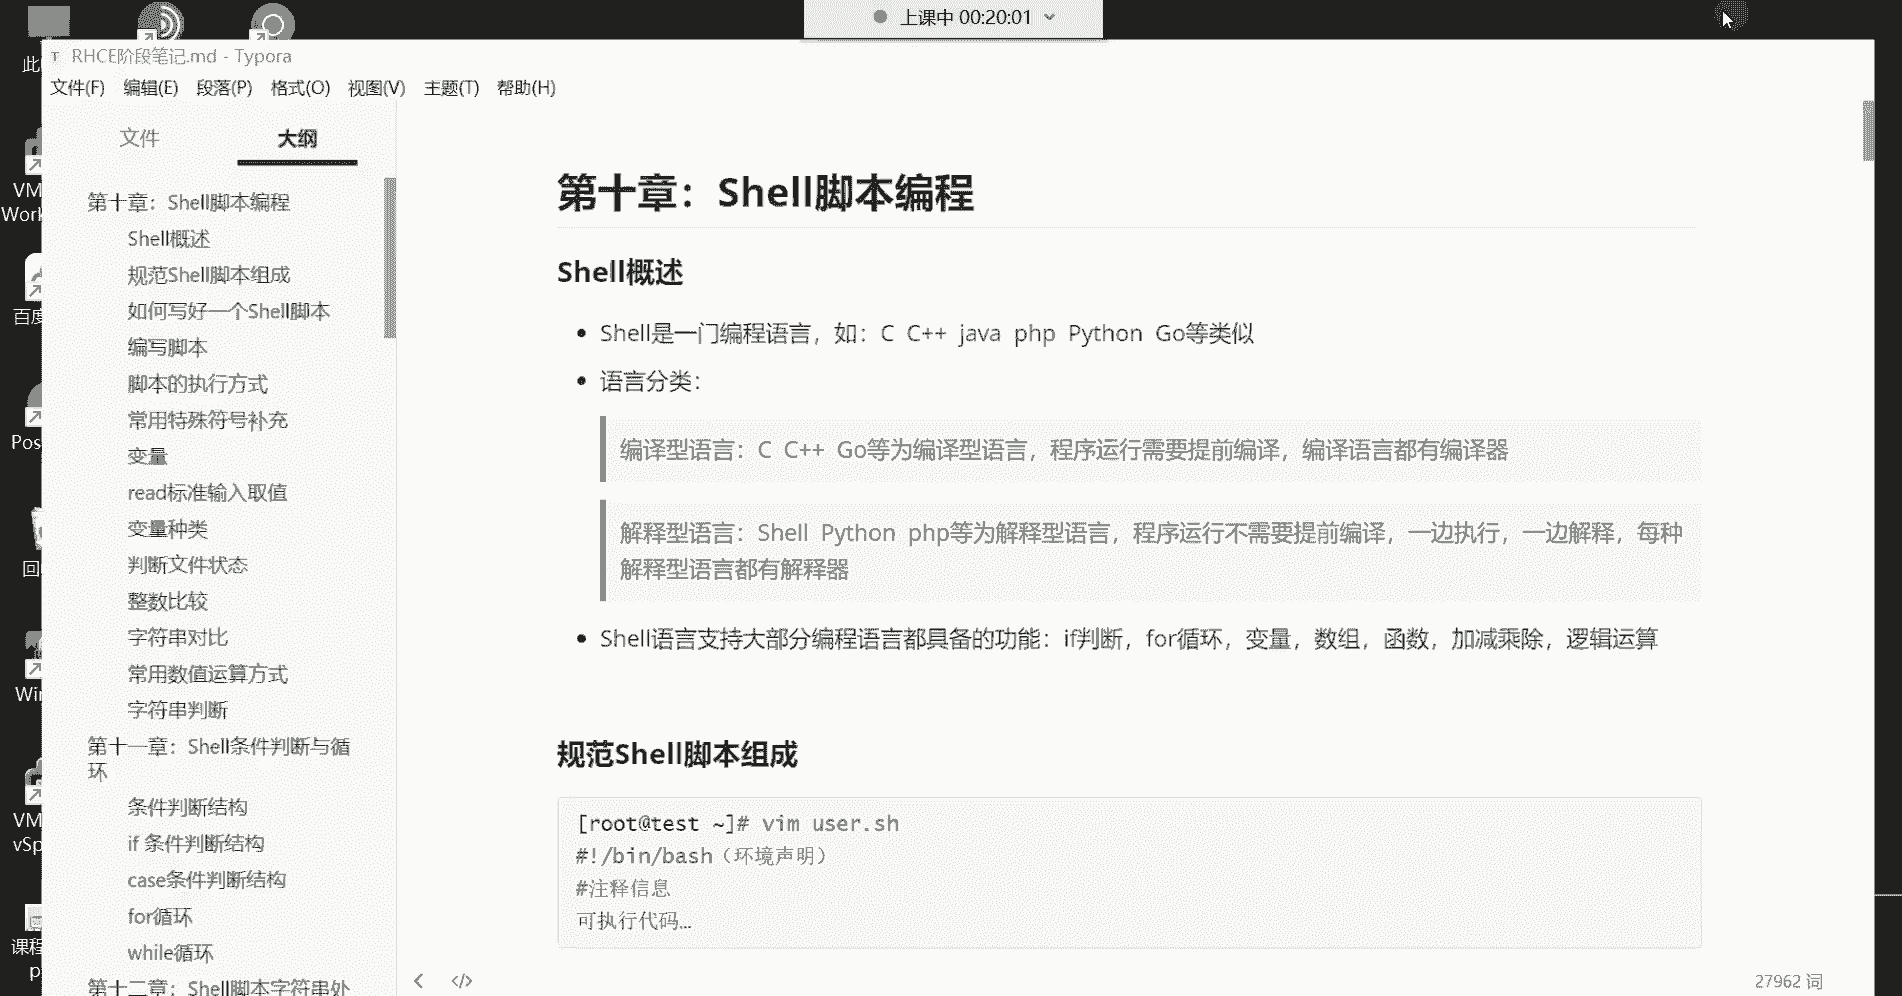 上课中 00:20:01
RHCE阶段笔记.md - Typora
文件(F) 编辑(E) 段落(P) 格式(O) 视图(V) 主题(T) 帮助(H)
文件 大纲
第十章：Shell脚本编程
Shell概述
规范Shell脚本组成
如何写好一个Shell脚本
编写脚本
脚本的执行方式
常用特殊符号补充
变量
read标准输入取值
变量种类
判断文件状态
整数比较
字符串对比
常用数值运算方式
字符串判断
第十一章：Shell条件判断与循
环
条件判断结构
if 条件判断结构
case条件判断结构
for循环
while循环
第十二章：Shell脚本字符串处
第十章：Shell脚本编程
Shell概述
Shell是一门编程语言，如：C C++ java php Python Go等类似
语言分类：
编译型语言：C C++ Go等为编译型语言，程序运行需要提前编译，编译语言都有编译器
解释型语言：Shell Python php等为解释型语言，程序运行不需要提前编译，一边执行，一边解释，每种
解释型语言都有解释器
Shell语言支持大部分编程语言都具备的功能：if判断，for循环，变量，数组，函数，加减乘除，逻辑运算
规范Shell脚本组成
[root@test ~]# vim user.sh
#!/bin/bash（环境声明）
#注释信息
可执行代码…
27962 词
此
VM
Work
百度
Pos
回
Win
VM
vSp
课程
p